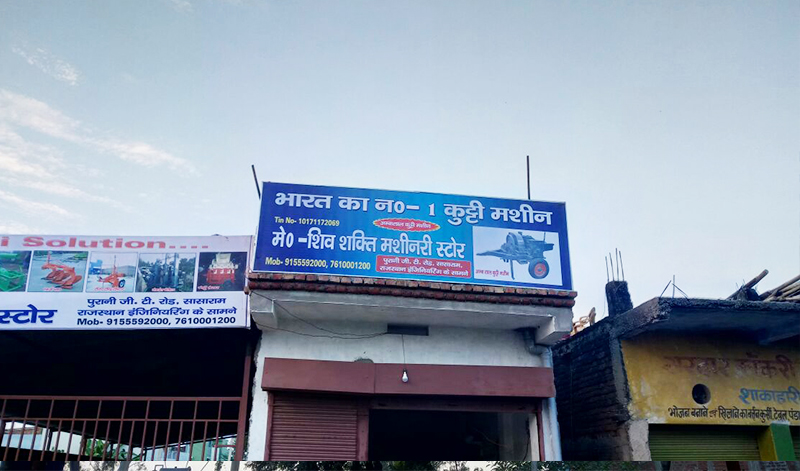 भारत का न0- 1 कुट्टी मशीन
Tin No- 10171172069
मे0 -शिव शक्ति मशीनरी स्टोर
Mob- 9155592000, 7610001200
पुरानी जी. टी. रोड, सासाराम,
राजस्थान इंजिनियरिंग के सामने
i Solution....
पुरानी जी. टी. रोड, सासाराम
राजस्थान इंजिनियरिंग के सामने
स्टोर
Mob- 9155592000, 7610001200
शाकाहारी